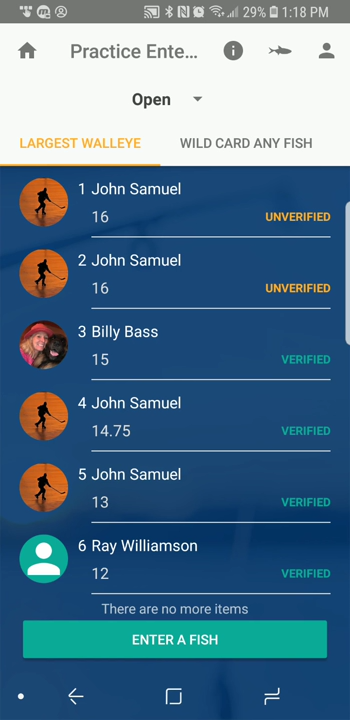 29% 1:18 PM
Practice Ente...
Open
LARGEST WALLEYE WILD CARD ANY FISH
1 John Samuel
16 UNVERIFIED
2 John Samuel
16 UNVERIFIED
3 Billy Bass
15 VERIFIED
4 John Samuel
14.75 VERIFIED
5 John Samuel
13 VERIFIED
6 Ray Williamson
12 VERIFIED
There are no more items
ENTER A FISH